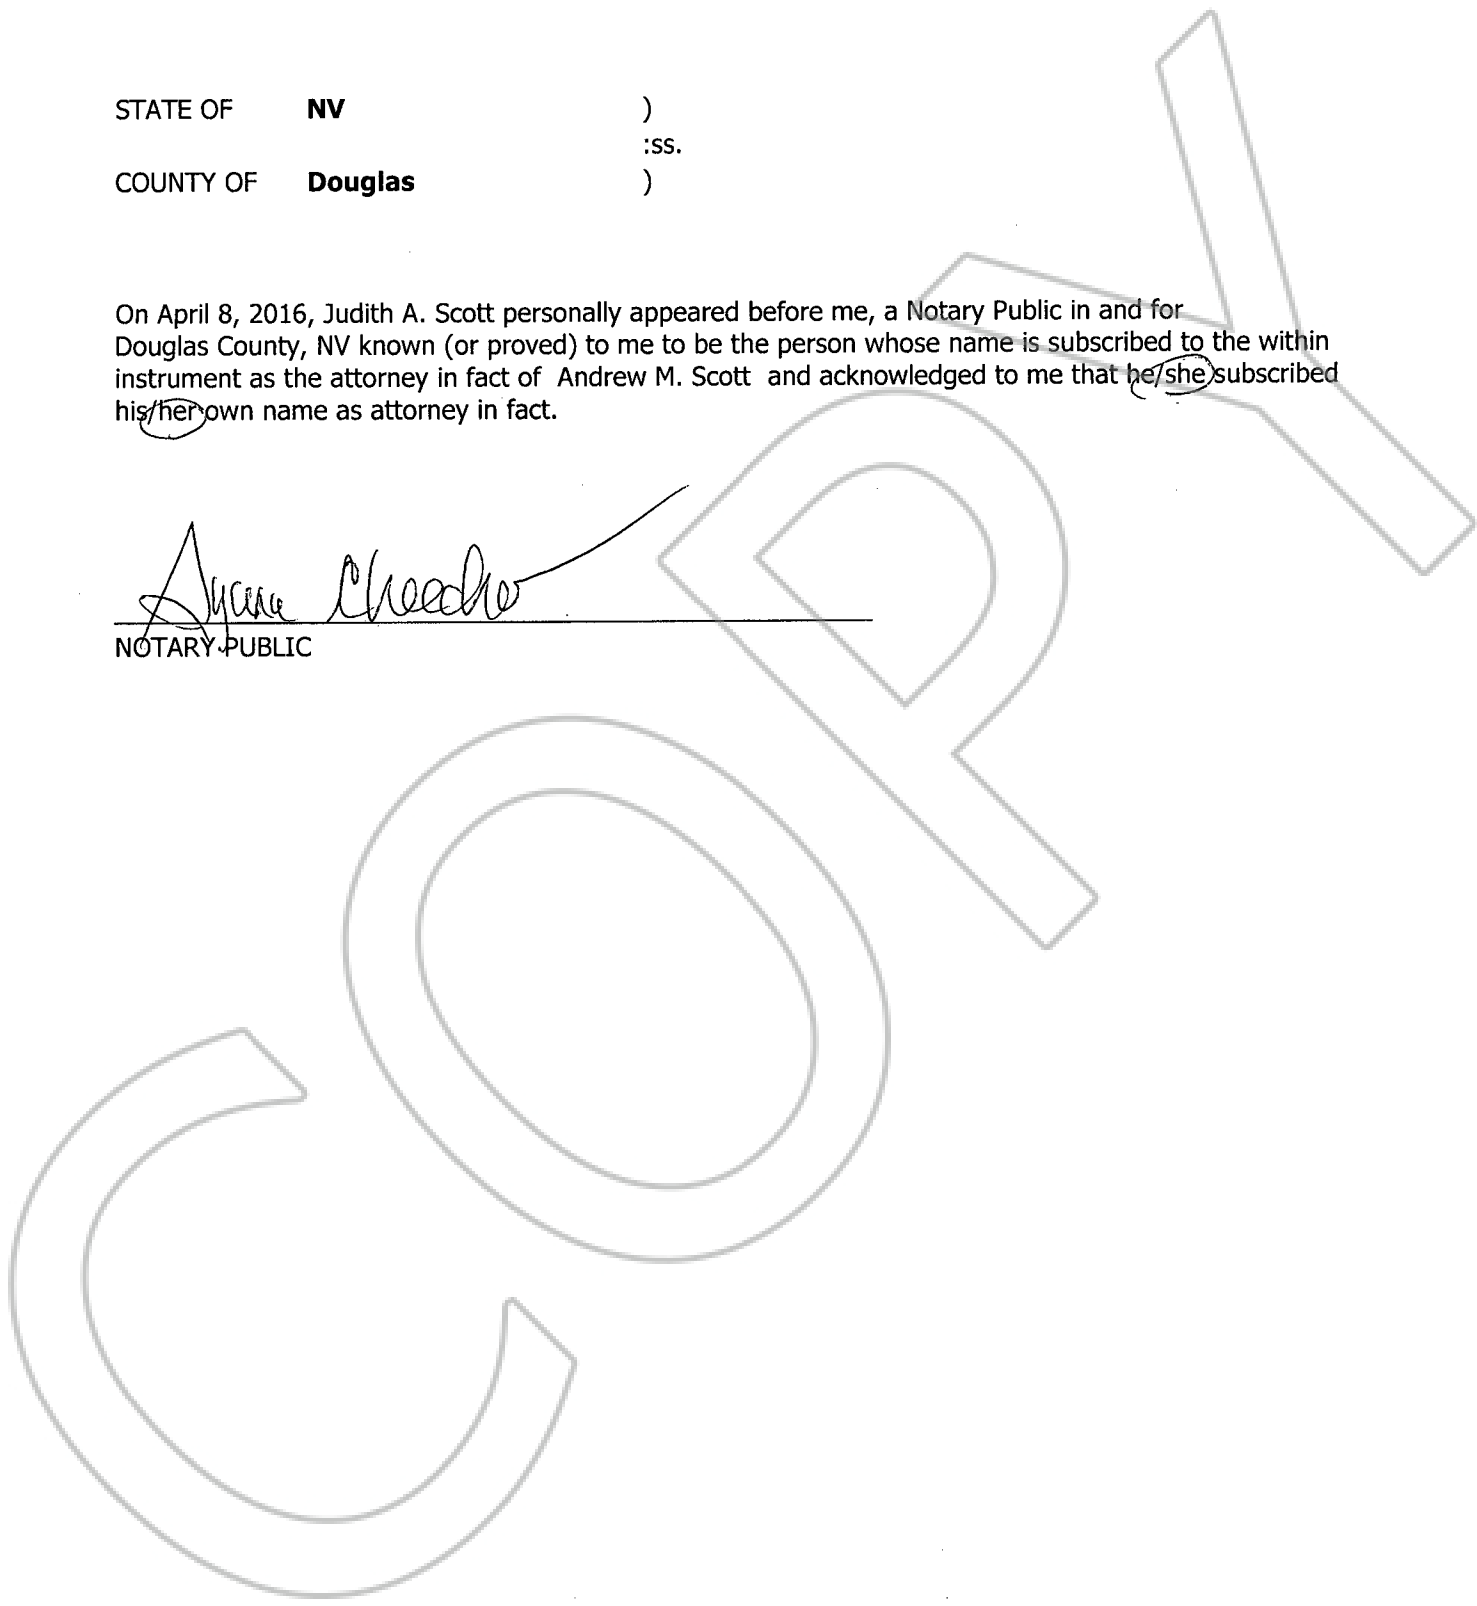 STATE OF NV )
:ss.
COUNTY OF Douglas )
On April 8, 2016, Judith A. Scott personally appeared before me, a Notary Public in and for
Douglas County, NV known (or proved) to me to be the person whose name is subscribed to the within
instrument as the attorney in fact of Andrew M. Scott and acknowledged to me that he/she subscribed
his/her own name as attorney in fact.
NOTARY PUBLIC
COPY